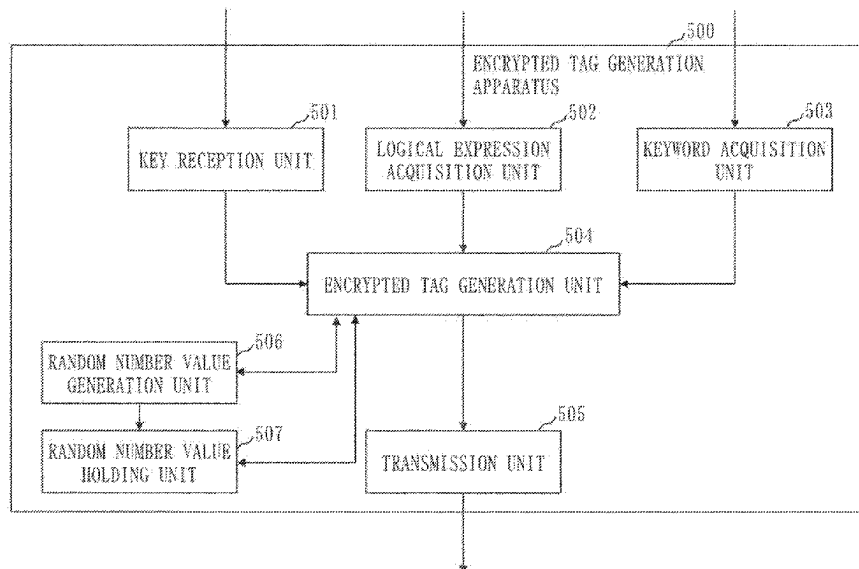 500
ENCRYPTED TAG GENERATION
APPARATUS
501
502
503
KEY RECEPTION UNIT
LOGICAL EXPRESSION
ACQUISITION UNIT
KEYWORD ACQUISITION
UNIT
504
ENCRYPTED TAG GENERATION UNIT
506
RANDOM NUMBER VALUE
GENERATION UNIT
507
RANDOM NUMBER VALUE
HOLDING UNIT
505
TRANSMISSION UNIT